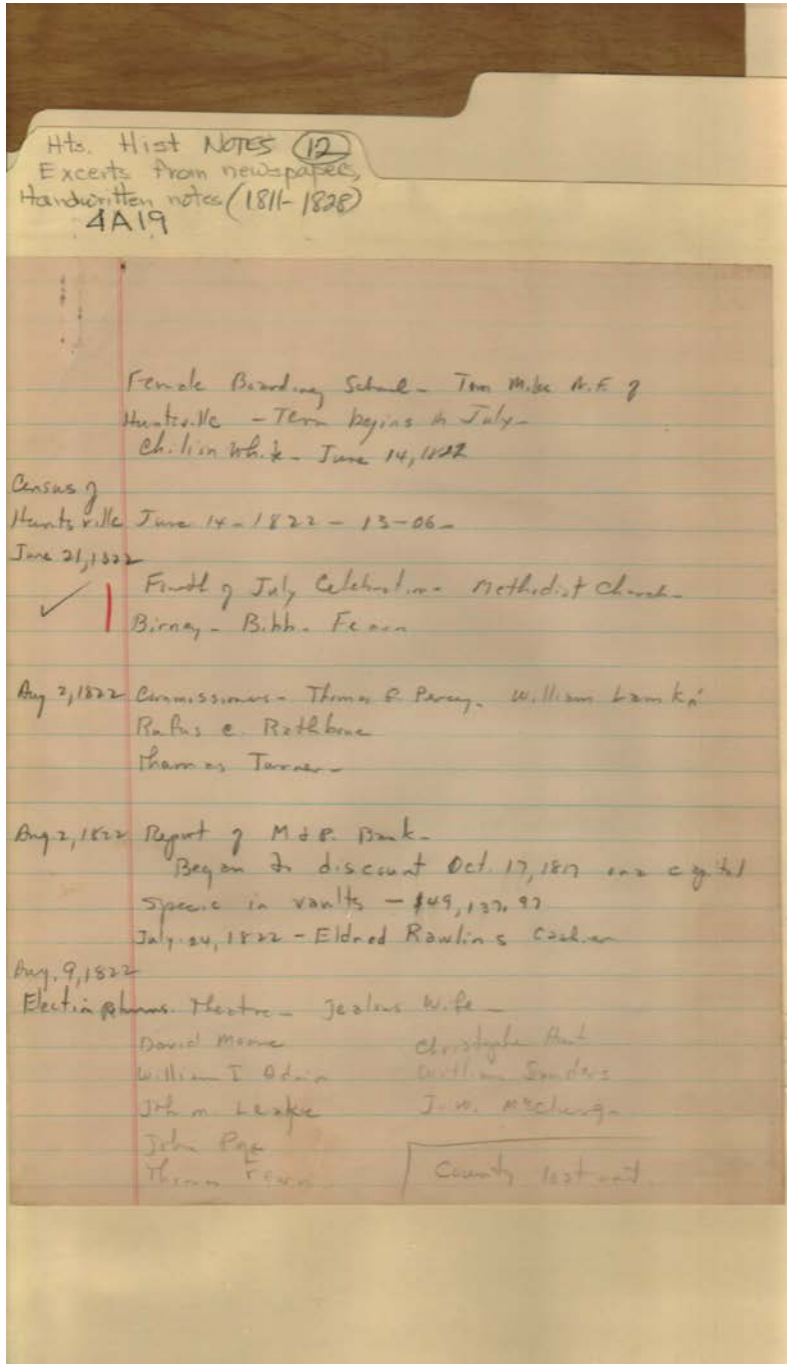 Hts. Hist NOTES 12
Excerts from newspapers,
Handwritten notes (1811-1828)
4A19
Female Boarding School - Ten Miles N.E. of
Huntsville - Term begins in July -
June 14, 1822
Census of
Huntsville June 14 - 1822 - 13-06 -
June 21, 1822
Fourth of July Celebration - Methodist Church -
Birney - Bibb - Fearn
Aug 2, 1822 Commissioners - Thomas Percy - William
Rufus C. Rathbone
Thomas Turner -
Aug. 2, 1822 Report of M & P. Bank -
Began to discount Oct. 17, 1817 on a capital
Specie in vaults - $49,137.97
July 24, 1822 - Eldred Rawlins Cashier
Aug. 9, 1822
Election Theatre - Jealous Wife -
David Moore Christopher Hunt
William I Adair William Sanders
M. Leake J. W. McClung -
John
Thomas Fearn County